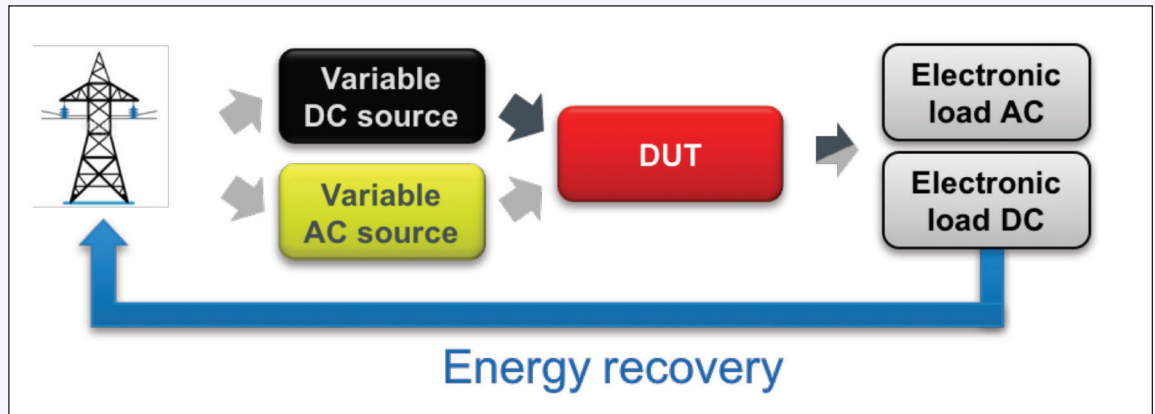 Variable
DC source
Variable
AC source
DUT
Electronic
load AC
Electronic
load DC
Energy recovery